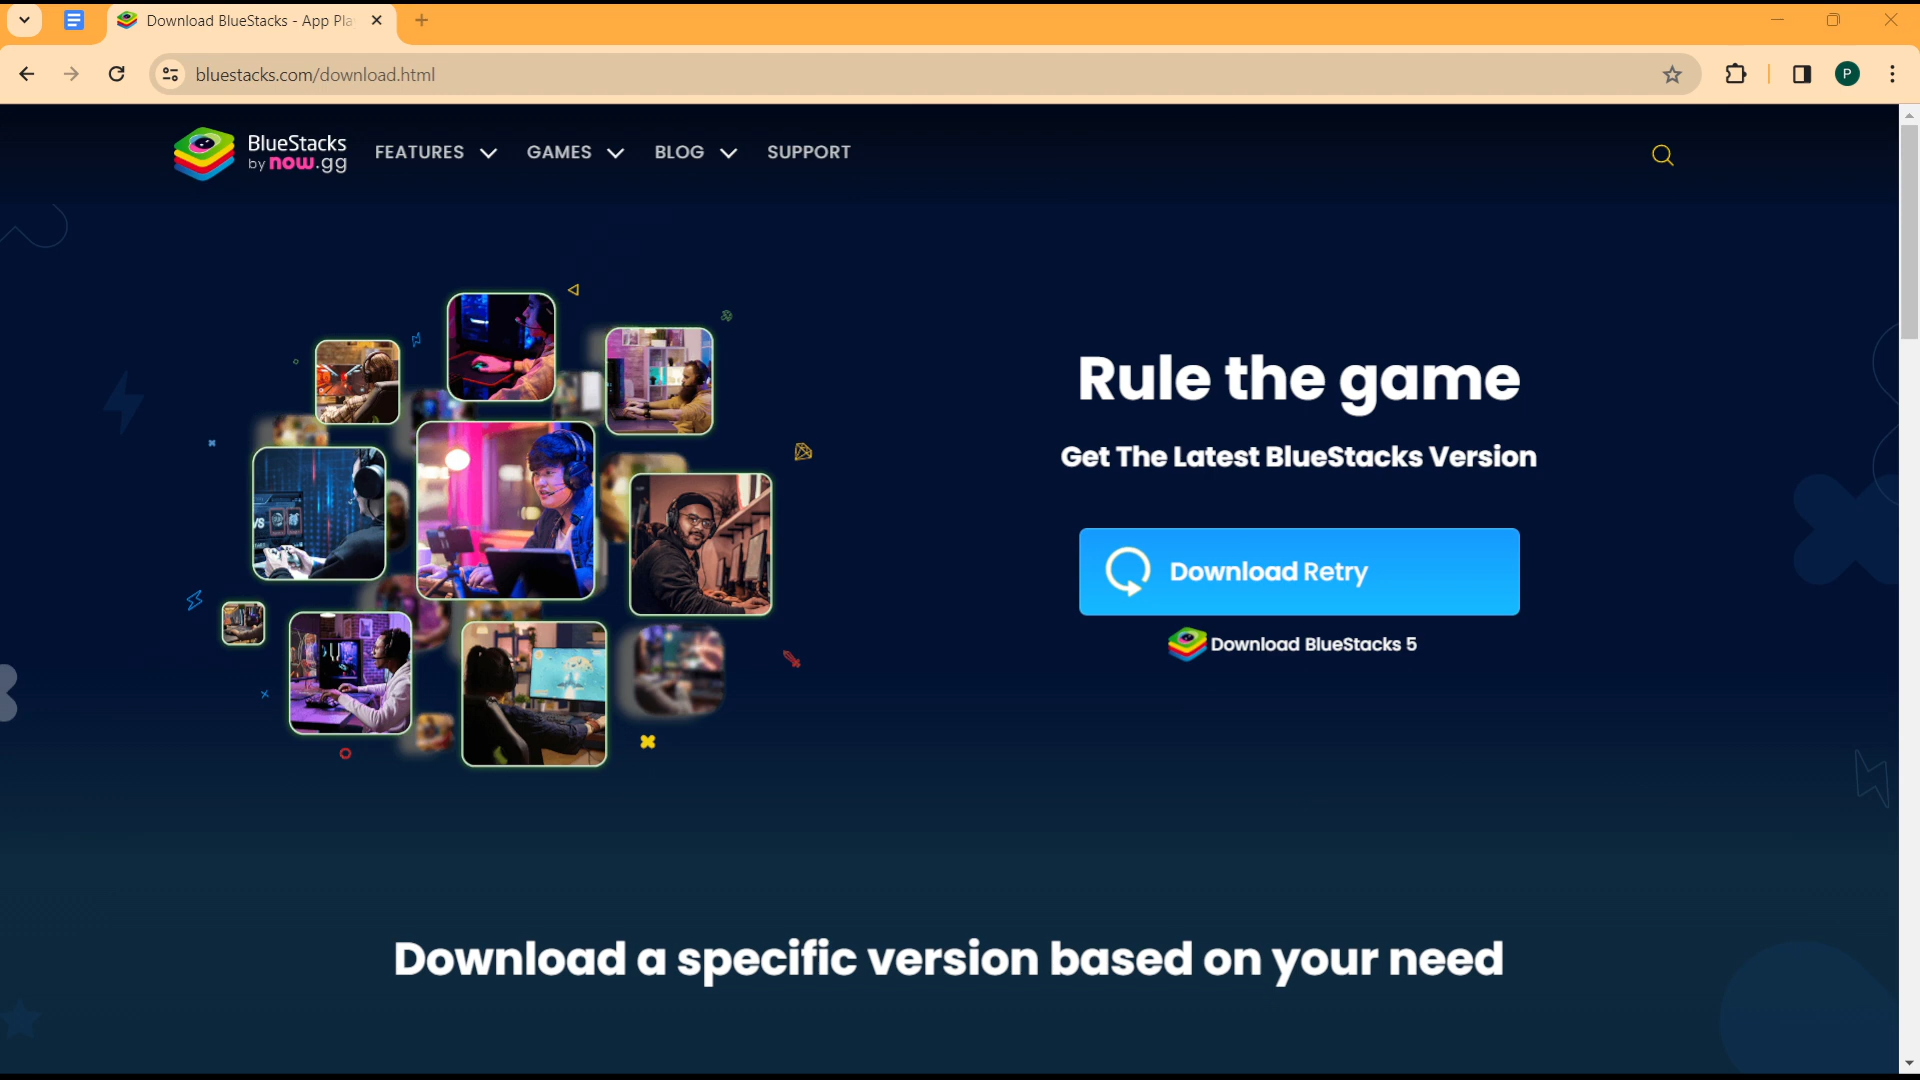 Download BlueStacks - App Pla
bluestacks.com/download.html
P
BlueStacks
by now.gg
FEATURES
GAMES
BLOG
SUPPORT
Rule the game
Get The Latest BlueStacks Version
Download Retry
Download BlueStacks 5
VS
Download a specific version based on your need